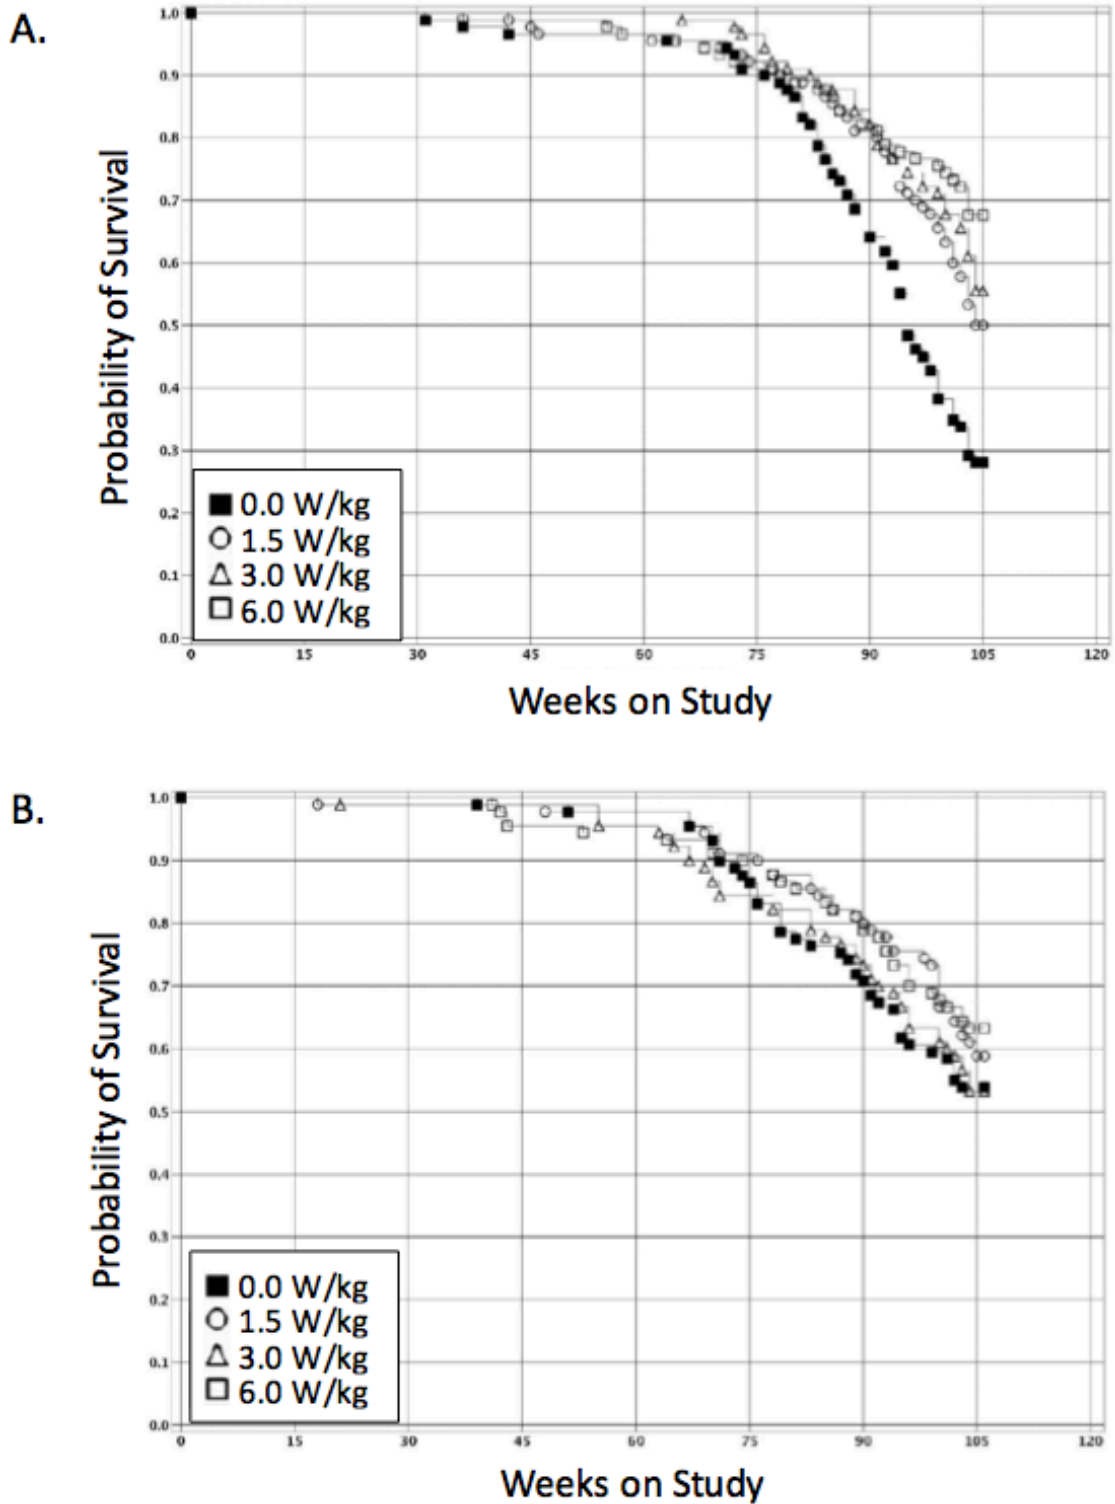 A.
1.0
0.9
0.8
0.7
0.6
0.5
0.4
0.3
0.2
0.1
0.0
Probability of Survival
0.0 W/kg
1.5 W/kg
3.0 W/kg
6.0 W/kg
0 15 30 45 60 75 90 105 120
Weeks on Study
B.
1.0
0.9
0.8
0.7
0.6
0.5
0.4
0.3
0.2
0.1
0.0
Probability of Survival
0.0 W/kg
1.5 W/kg
3.0 W/kg
6.0 W/kg
0 15 30 45 60 75 90 105 120
Weeks on Study